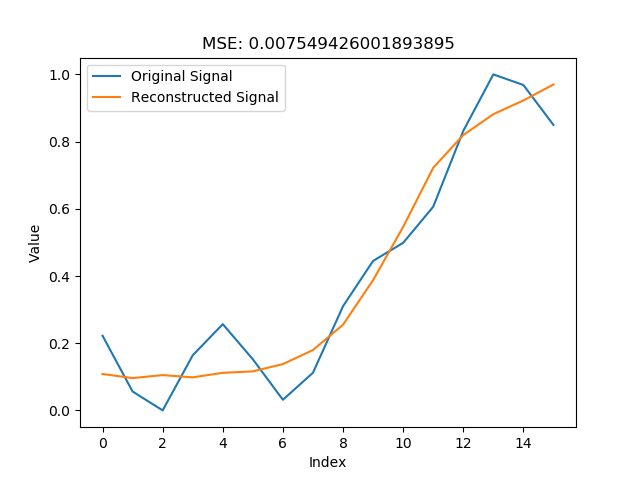 MSE: 0.007549426001893895
Original Signal
Reconstructed Signal
1.0
0.8
0.6
0.4
0.2
0.0
Value
0 2 4 6 8 10 12 14
Index